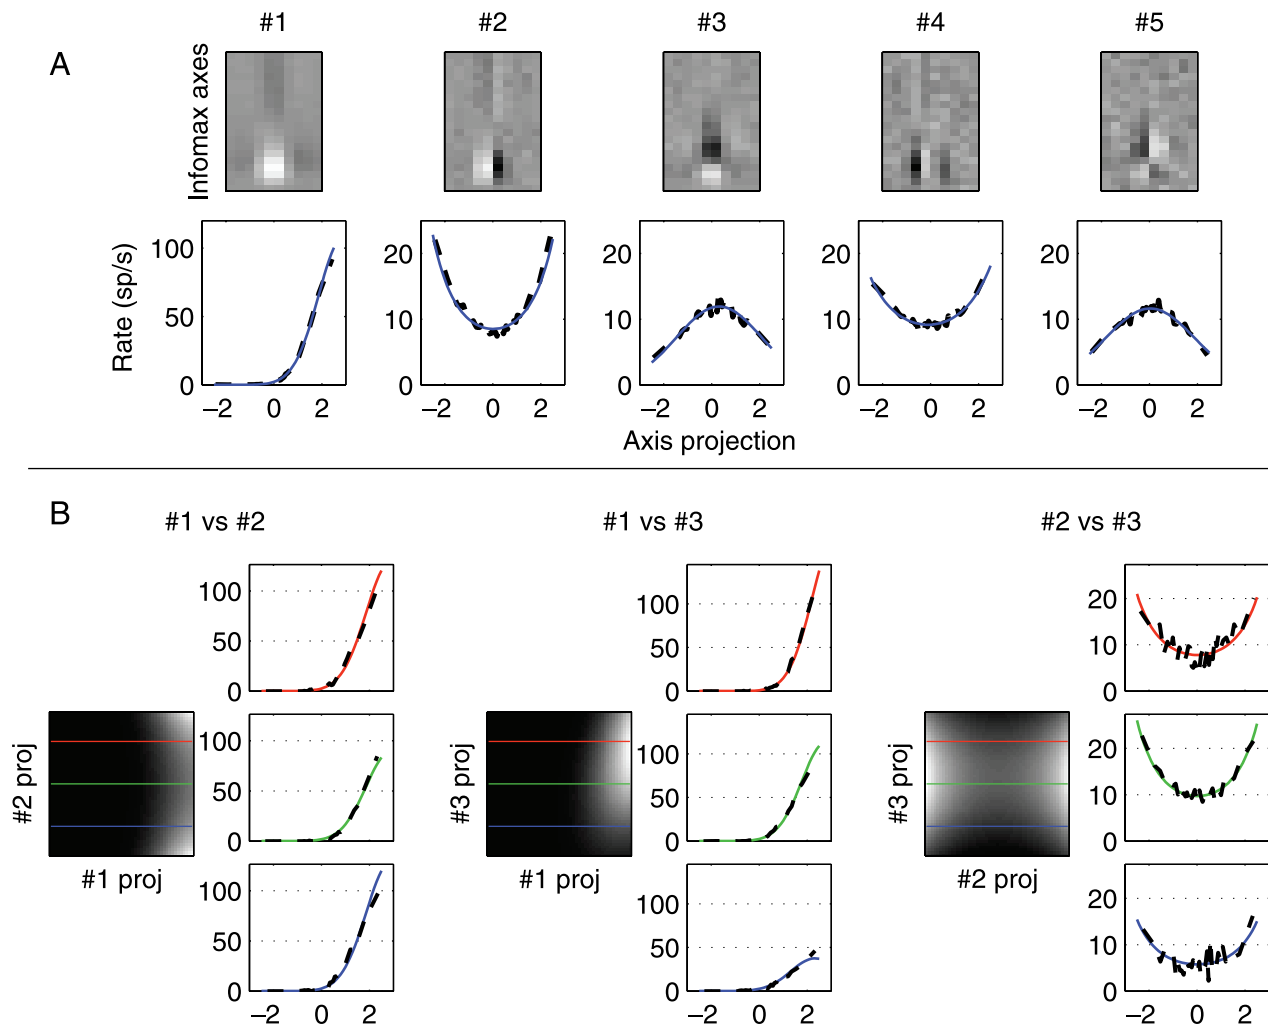 #1 #2 #3 #4 #5
A
Infomax axes
Rate (sp/s)
100 20 20 20 20
50 10 10 10 10
0 0 0 0 0
−2 0 2 −2 0 2 −2 0 2 −2 0 2 −2 0 2
Axis projection
B
#1 vs #2 #1 vs #3 #2 vs #3
100 100 20
50 50 10
0 0 0
100 100 20
50 50 10
0 0 0
#2 proj #3 proj #3 proj
#1 proj #1 proj #2 proj
100 100 20
50 50 10
0 0 0
−2 0 2 −2 0 2 −2 0 2